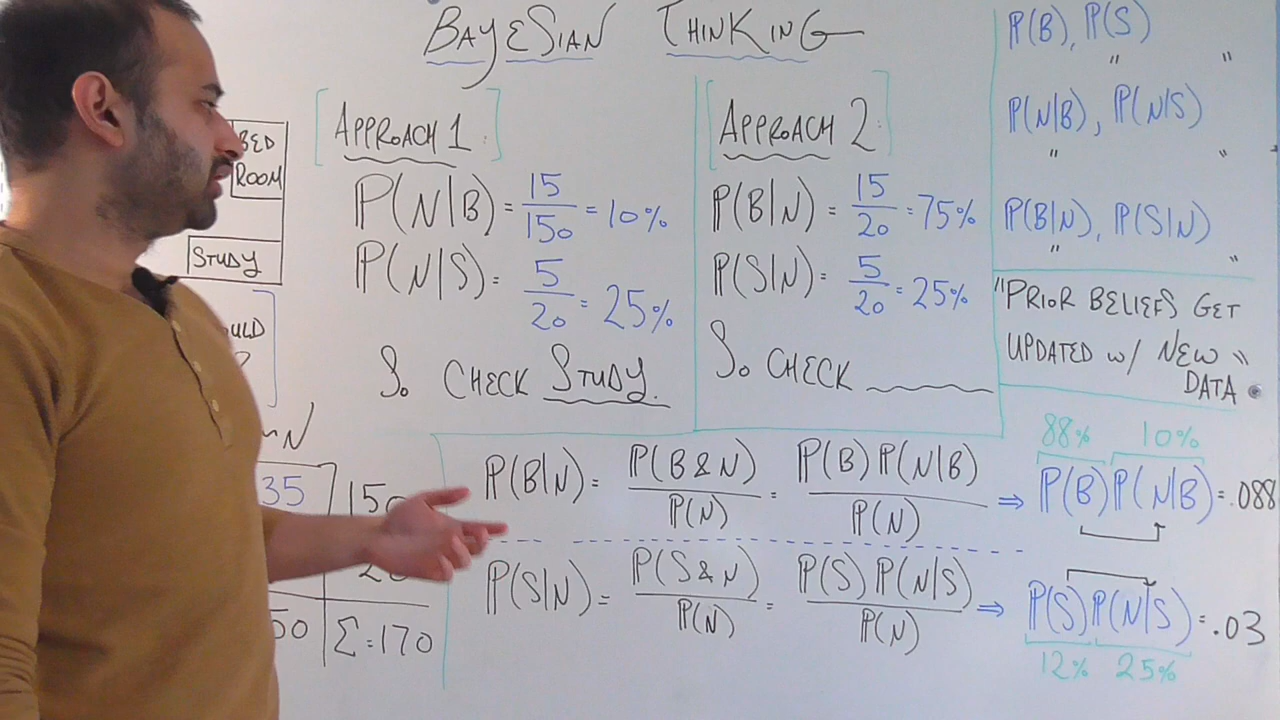 BAYESIAN THINKING
BED
ROOM
STUDY
APPROACH 1:
P(N|B) = 15/150 = 10%
P(N|S) = 5/20 = 25%
So CHECK STUDY.
APPROACH 2:
P(B|N) = 15/20 = 75%
P(S|N) = 5/20 = 25%
So CHECK ______
P(B), P(S)
" "
P(N|B), P(N|S)
" "
P(B|N), P(S|N)
" "
"PRIOR BELIEFS GET
UPDATED w/ NEW
DATA."
N
35 150
Σ=170
P(B|N) = P(B&N)/P(N) = P(B)P(N|B)/P(N) ⇒ P(B)P(N|B) = .088
88% 10%
P(S|N) = P(S&N)/P(N) = P(S)P(N|S)/P(N) ⇒ P(S)P(N|S) = .03
12% 25%